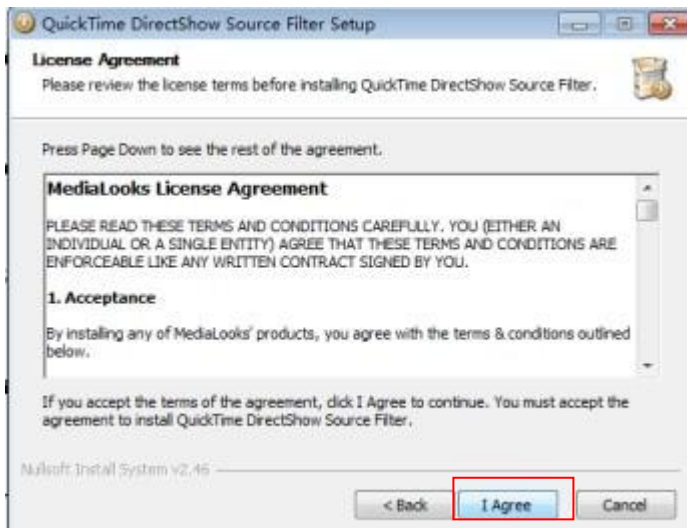 QuickTime DirectShow Source Filter Setup
License Agreement
Please review the license terms before installing QuickTime DirectShow Source Filter.
Press Page Down to see the rest of the agreement.
MediaLooks License Agreement
PLEASE READ THESE TERMS AND CONDITIONS CAREFULLY. YOU (EITHER AN
INDIVIDUAL OR A SINGLE ENTITY) AGREE THAT THESE TERMS AND CONDITIONS ARE
ENFORCEABLE LIKE ANY WRITTEN CONTRACT SIGNED BY YOU.
1. Acceptance
By installing any of MediaLooks' products, you agree with the terms & conditions outlined
below.
If you accept the terms of the agreement, click I Agree to continue. You must accept the
agreement to install QuickTime DirectShow Source Filter.
Nullsoft Install System v2.46
< Back I Agree Cancel